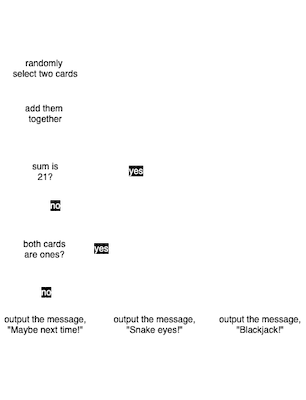 randomly
select two cards
add them
together
sum is
21?
yes
no
both cards
are ones?
yes
no
output the message,
"Maybe next time!"
output the message,
"Snake eyes!"
output the message,
"Blackjack!"